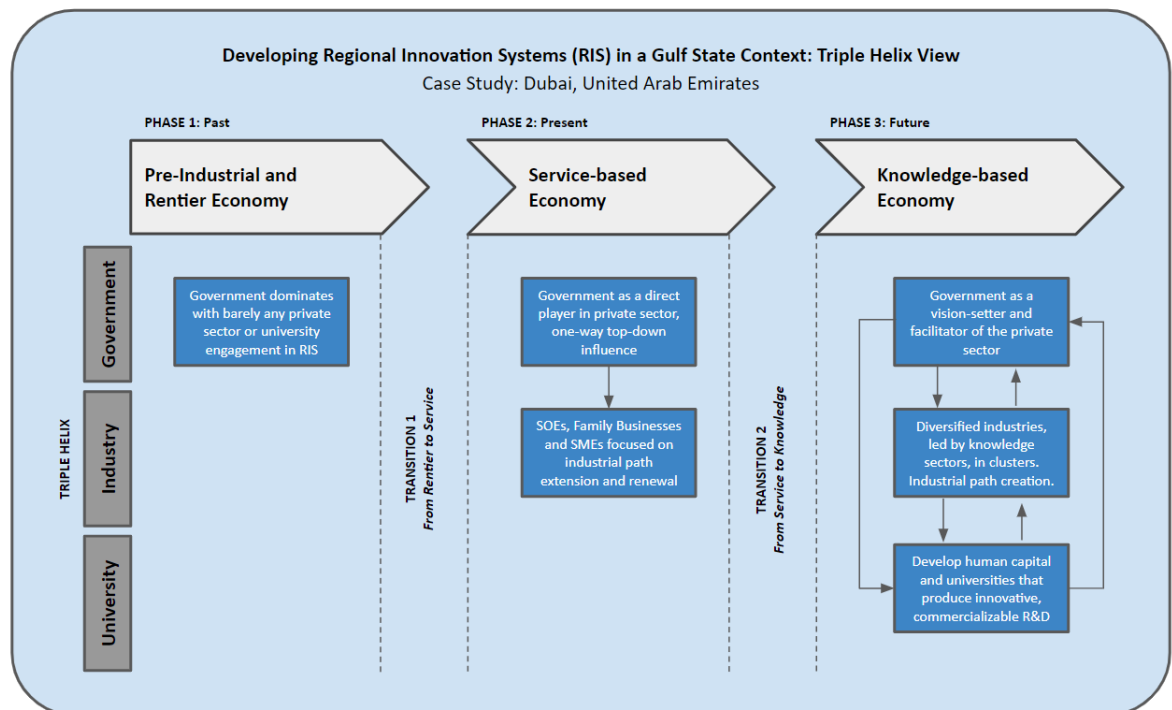 Developing Regional Innovation Systems (RIS) in a Gulf State Context: Triple Helix View
Case Study: Dubai, United Arab Emirates
PHASE 1: Past
PHASE 2: Present
PHASE 3: Future
Pre-Industrial and
Rentier Economy
Service-based
Economy
Knowledge-based
Economy
TRIPLE HELIX
Government
Government dominates
with barely any private
sector or university
engagement in RIS
Government as a direct
player in private sector,
one-way top-down
influence
Government as a
vision-setter and
facilitator of the private
sector
Industry
TRANSITION 1
From Rentier to Service
SOEs, Family Businesses
and SMEs focused on
industrial path
extension and renewal
TRANSITION 2
From Service to Knowledge
Diversified industries,
led by knowledge
sectors, in clusters.
Industrial path creation.
University
Develop human capital
and universities that
produce innovative,
commercializable R&D